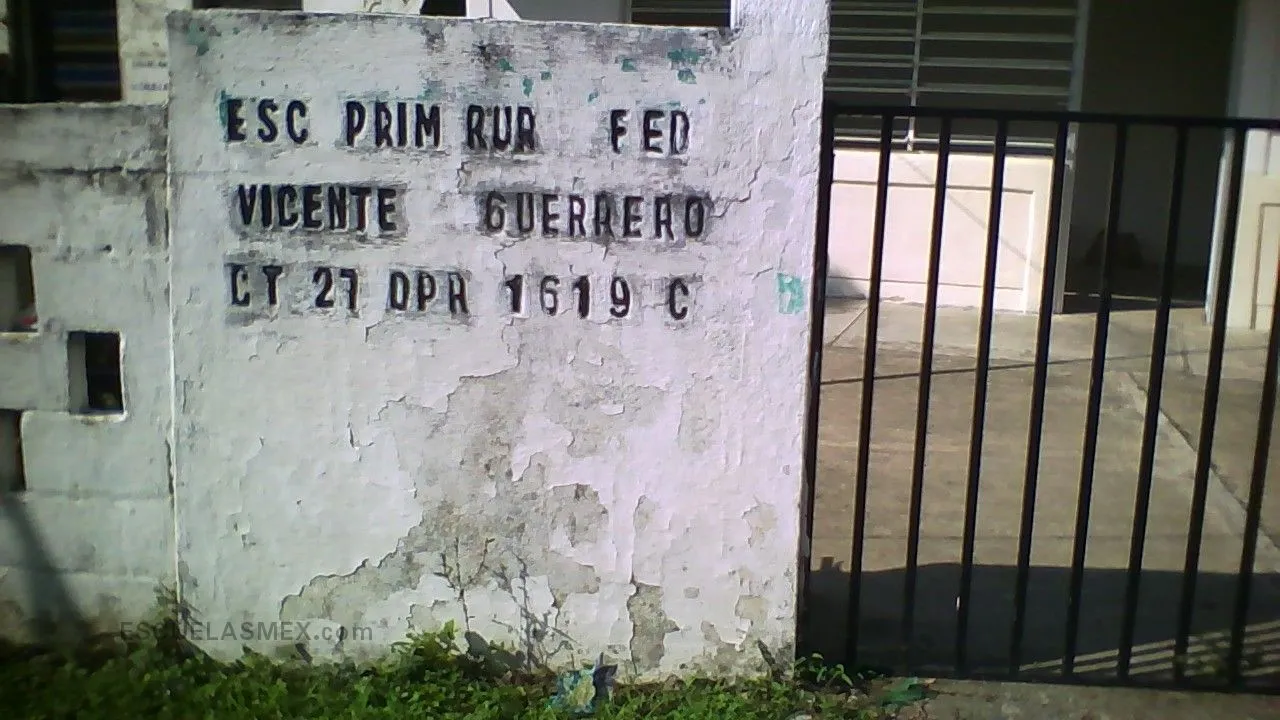 ESC PRIM RUR FED
VICENTE GUERRERO
CT 27 DPR 1619 C
ESCUELASMEX.com